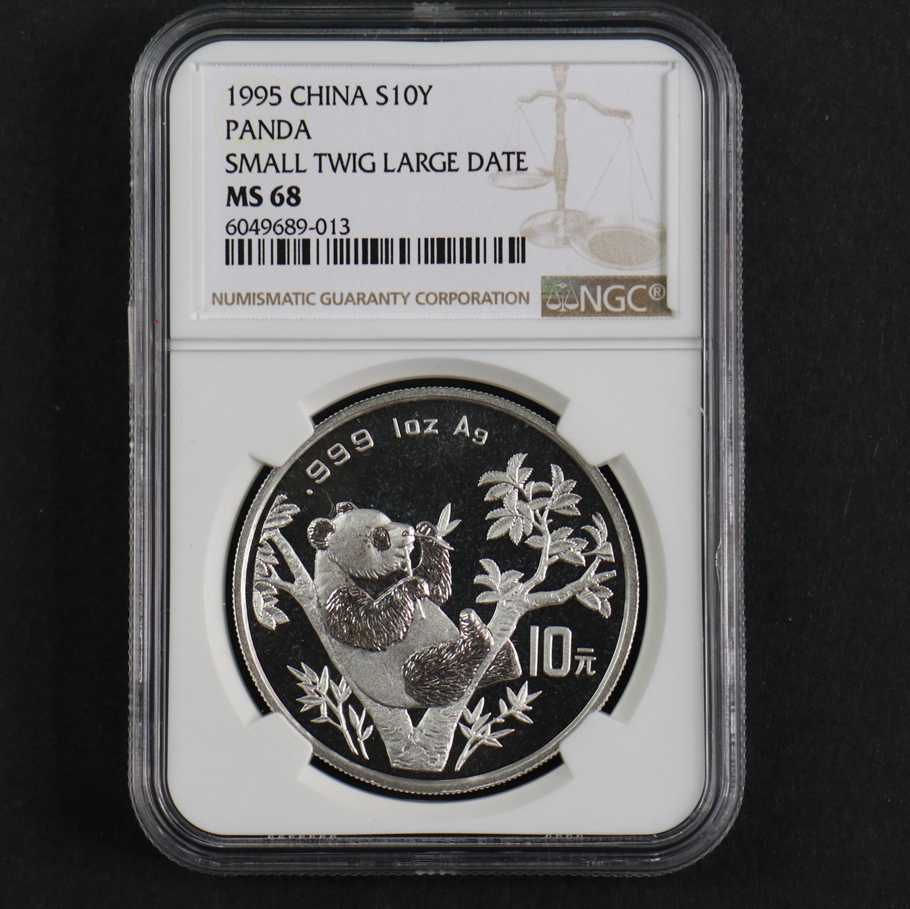 1995 CHINA S10Y
PANDA
SMALL TWIG LARGE DATE
MS 68
6049689-013
NUMISMATIC GUARANTY CORPORATION
NGC®
.999 1oz Ag
10元